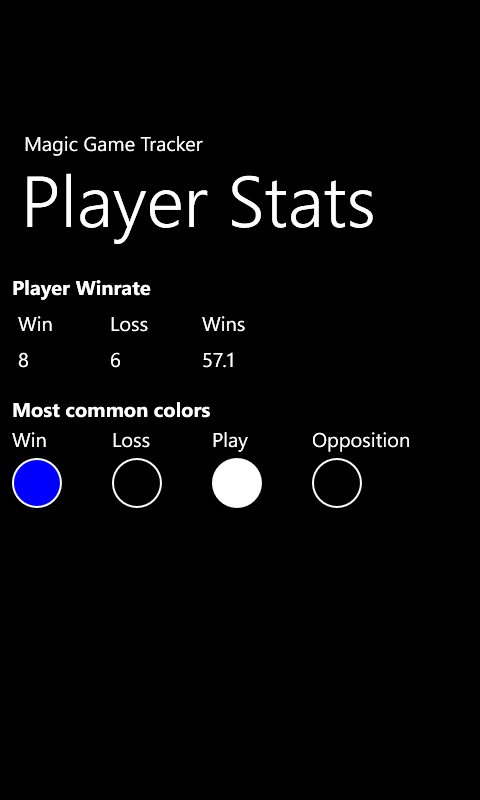 Magic Game Tracker
Player Stats
Player Winrate
Win Loss Wins
8 6 57.1
Most common colors
Win Loss Play Opposition